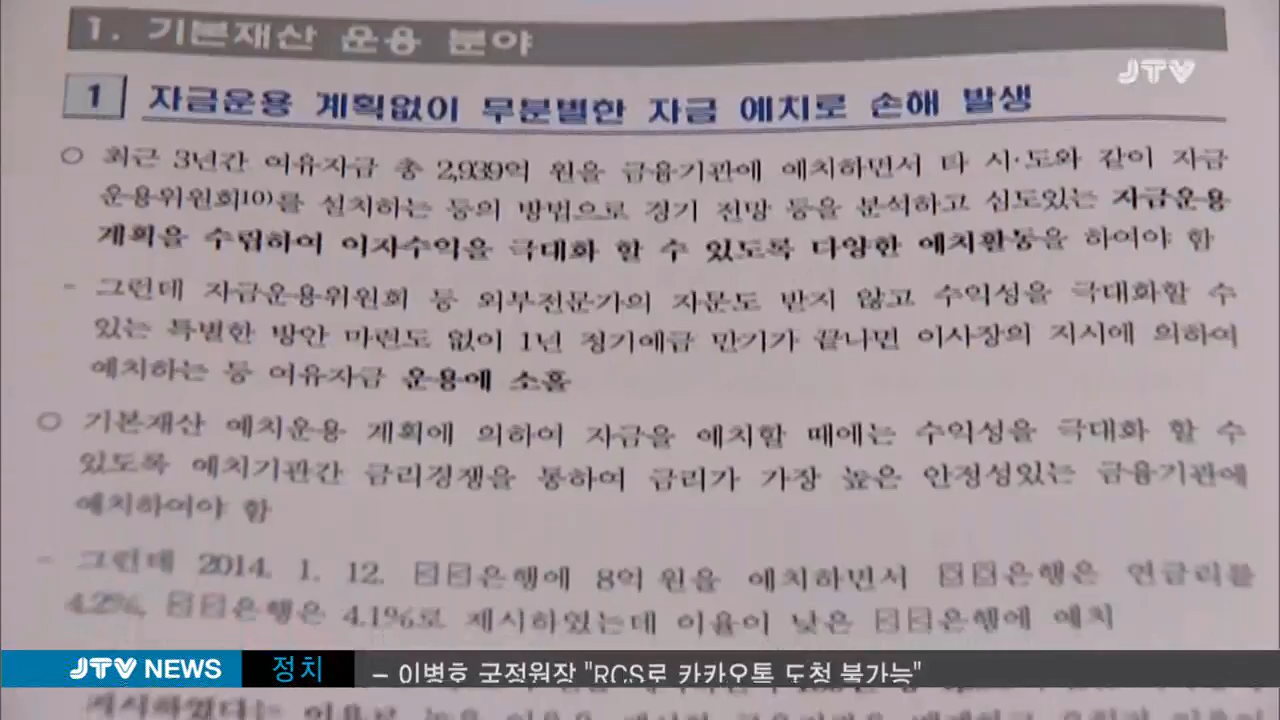 1. 기본재산 운용 분야
JTV
1 자금운용 계획없이 무분별한 자금 예치로 손해 발생
○ 최근 3년간 여유자금 총 2,939억 원을 금융기관에 예치하면서 타 시·도와 같이 자금
운용위원회10)를 설치하는 등의 방법으로 경기 전망 등을 분석하고 심도있는 자금운용
계획을 수립하여 이자수익을 극대화 할 수 있도록 다양한 예치활동을 하여야 함
- 그런데 자금운용위원회 등 외부전문가의 자문도 받지 않고 수익성을 극대화할 수
있는 특별한 방안 마련도 없이 1년 정기예금 만기가 끝나면 이사장의 지시에 의하여
예치하는 등 여유자금 운용에 소홀
○ 기본재산 예치운용 계획에 의하여 자금을 예치할 때에는 수익성을 극대화 할 수
있도록 예치기관간 금리경쟁을 통하여 금리가 가장 높은 안정성있는 금융기관에
예치하여야 함
- 그런데 2014. 1. 12. 은행에 8억원을 예치하면서 은행은 연금리를
4.2%, 은행은 4.1%로 제시하였는데 이율이 낮은 은행에 예치
JTV NEWS 정치 - 이병호 국정원장 "RCS로 카카오톡 도청 불가능"
제시하였다는